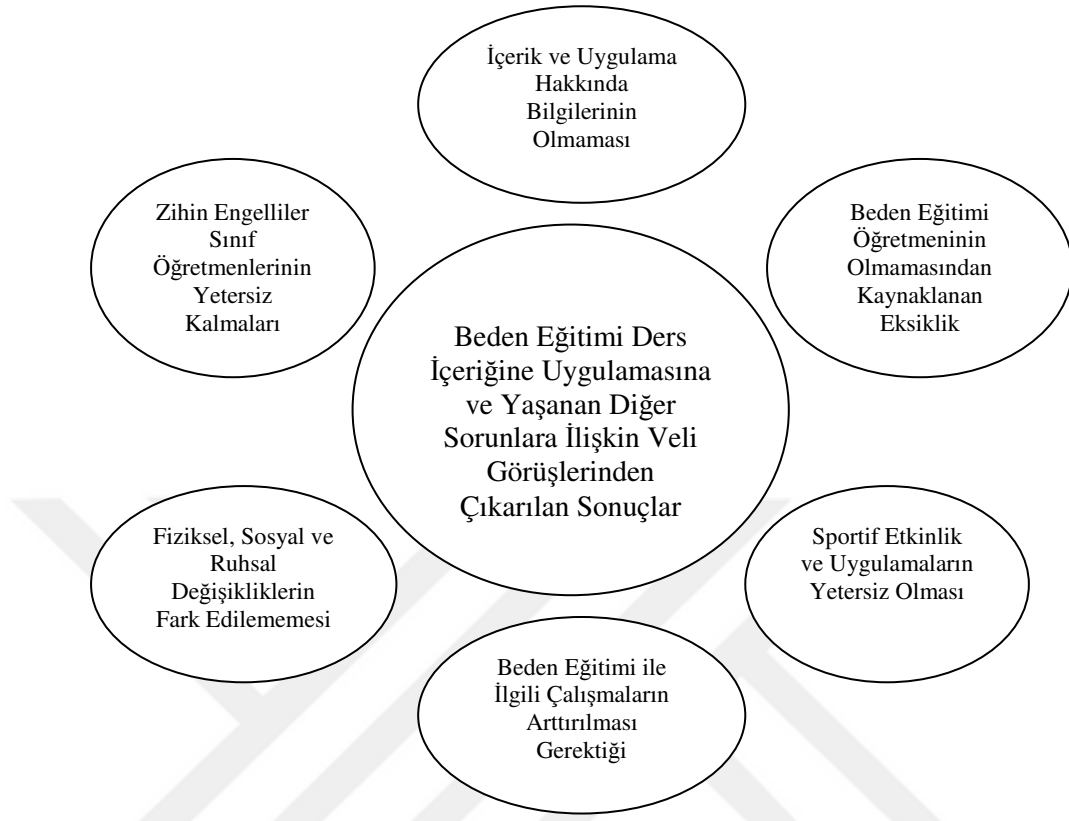 İçerik ve Uygulama
Hakkında
Bilgilerinin
Olmaması
Zihin Engelliler
Sınıf
Öğretmenlerinin
Yetersiz
Kalmaları
Beden Eğitimi
Öğretmeninin
Olmamasından
Kaynaklanan
Eksiklik
Beden Eğitimi Ders
İçeriğine Uygulamasına
ve Yaşanan Diğer
Sorunlara İlişkin Veli
Görüşlerinden
Çıkarılan Sonuçlar
Fiziksel, Sosyal ve
Ruhsal
Değişikliklerin
Fark Edilememesi
Sportif Etkinlik
ve Uygulamaların
Yetersiz Olması
Beden Eğitimi ile
İlgili Çalışmaların
Arttırılması
Gerektiği